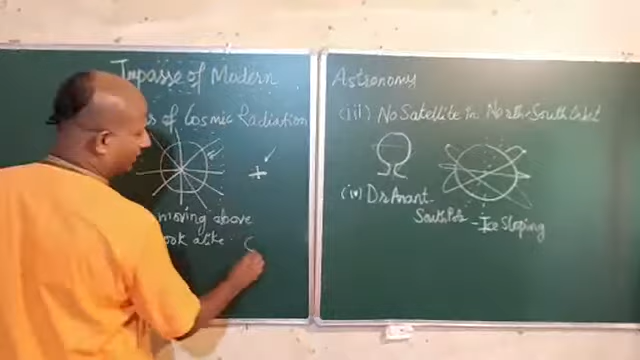 Impasse of Modern
of Cosmic Radiation
moving above
look alike
Astronomy
(iii) No Satellite in North-South Orbit
(iv) Dr Anant
South Pole - Ice Sloping